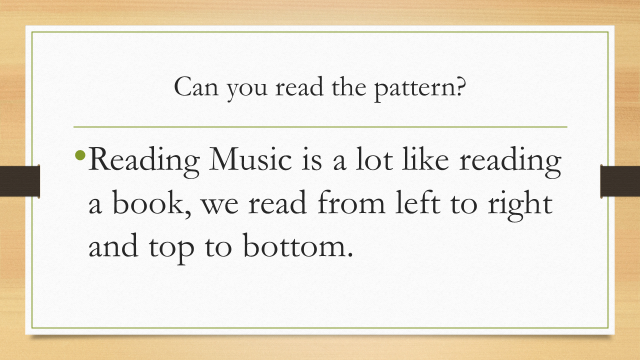 Can you read the pattern?
•Reading Music is a lot like reading
a book, we read from left to right
and top to bottom.